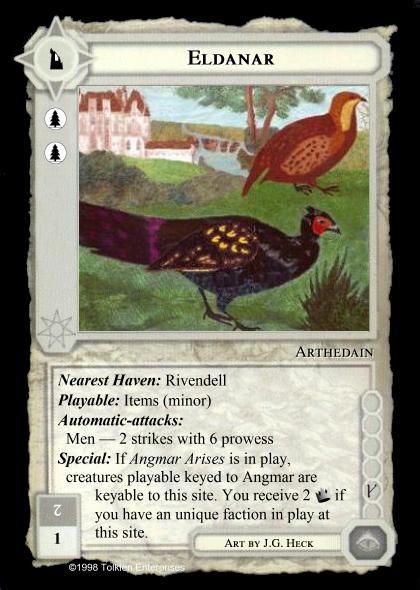 Eldanar
Arthedain
Nearest Haven: Rivendell
Playable: Items (minor)
Automatic-attacks:
Men — 2 strikes with 6 prowess
Special: If Angmar Arises is in play,
creatures playable keyed to Angmar are
keyable to this site. You receive 2 if
you have an unique faction in play at
this site.
2
1
Art by J.G. Heck
©1998 Tolkien Enterprises